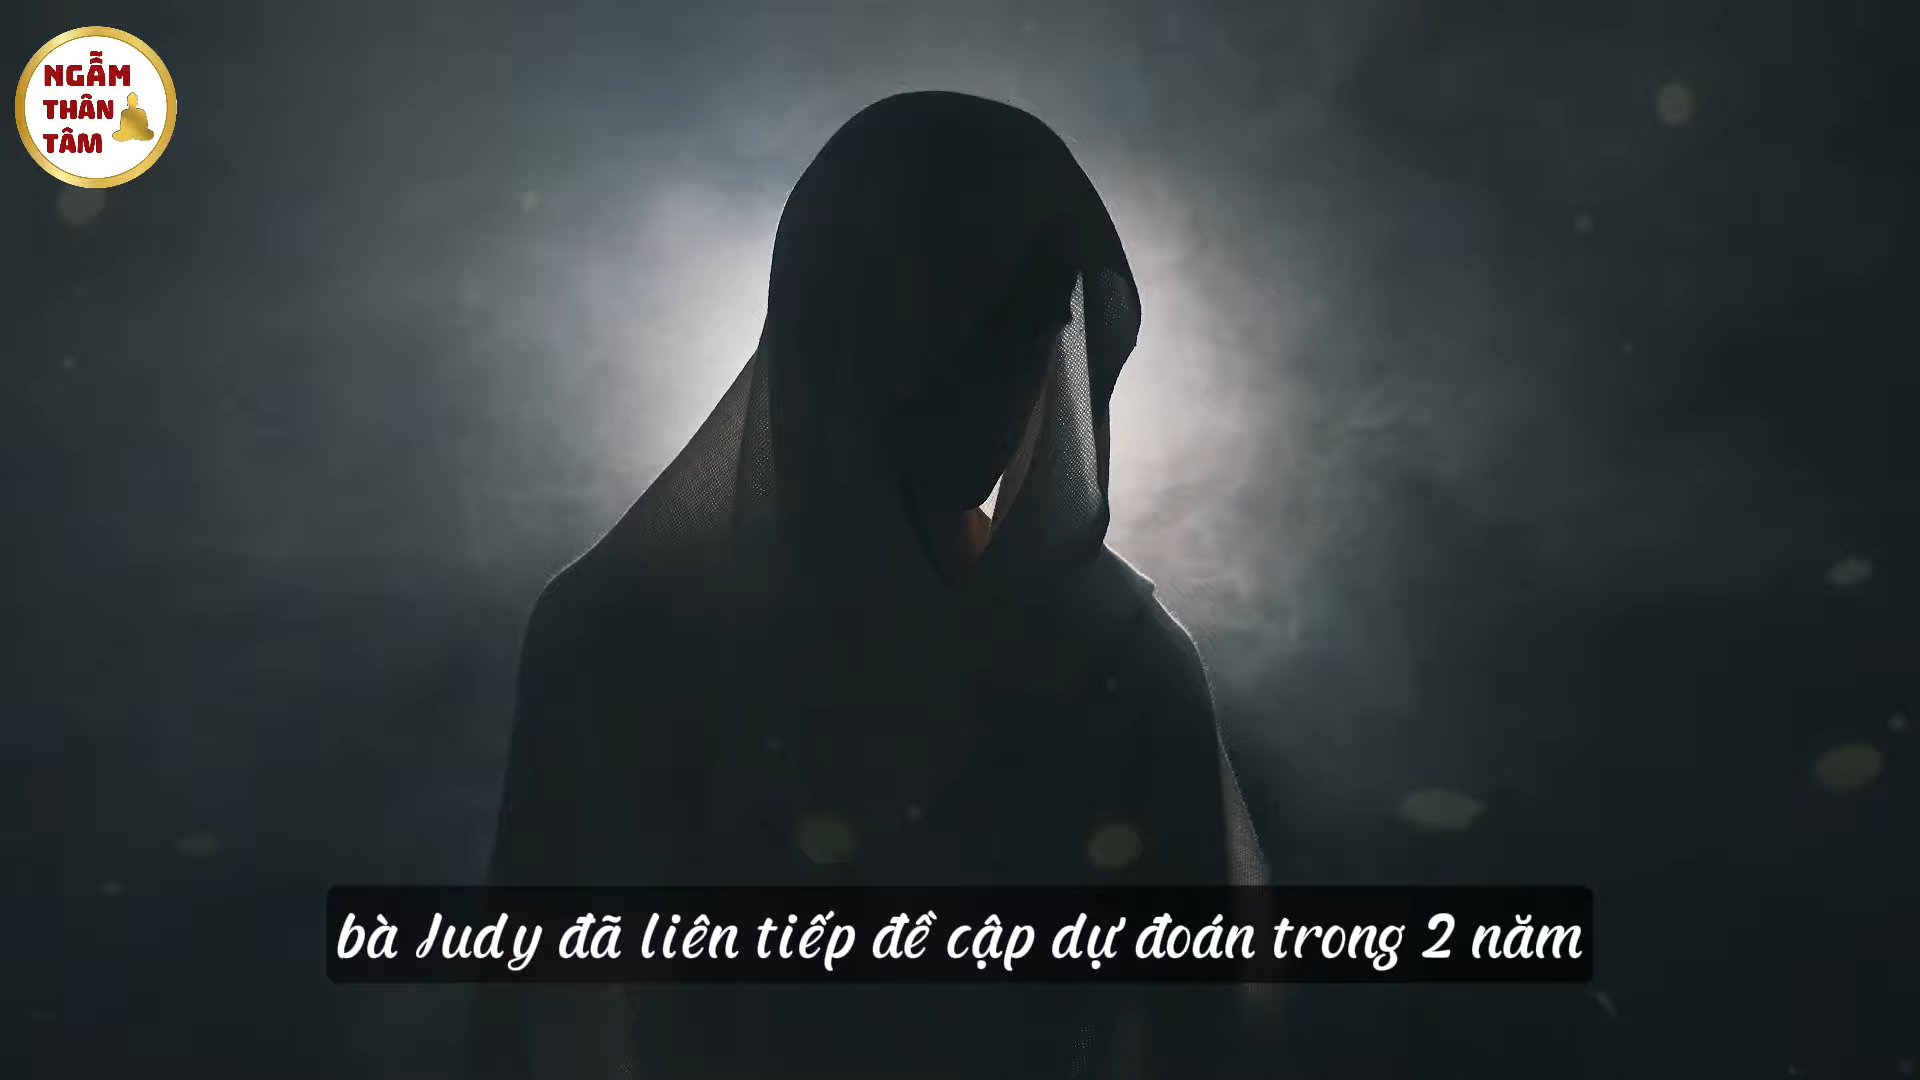 NGẪM
THÂN
TÂM
bà Judy đã liên tiếp đề cập dự đoán trong 2 năm